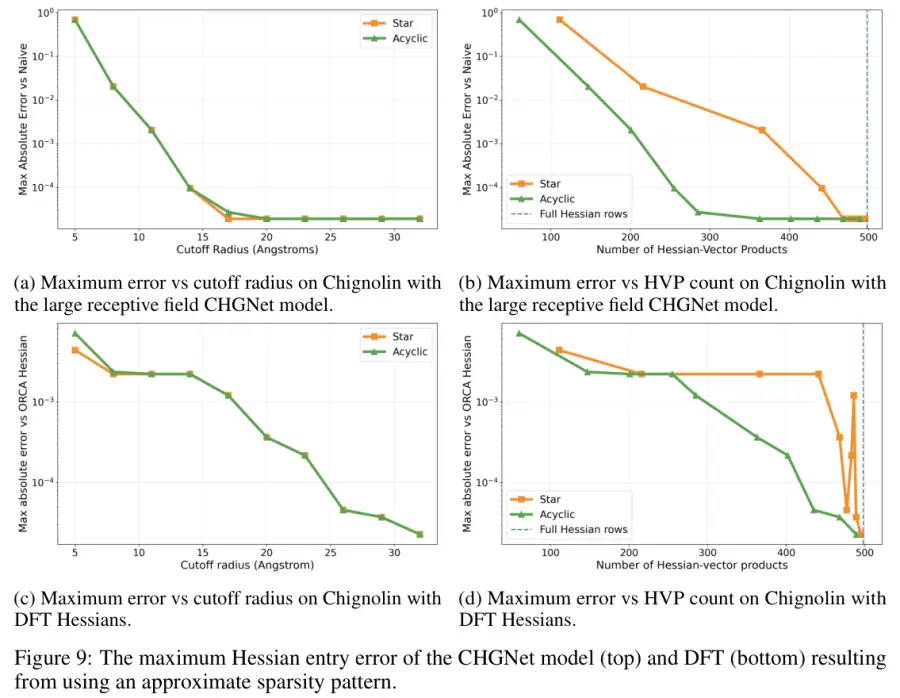 Max Absolute Error vs Naive
10⁰
10⁻¹
10⁻²
10⁻³
10⁻⁴
Star
Acyclic
5 10 15 20 25 30
Cutoff Radius (Angstroms)
Max Absolute Error vs Naive
10⁰
10⁻¹
10⁻²
10⁻³
10⁻⁴
Star
Acyclic
Full Hessian rows
100 200 300 400 500
Number of Hessian-Vector Products
(a) Maximum error vs cutoff radius on Chignolin with
the large receptive field CHGNet model.
(b) Maximum error vs HVP count on Chignolin with
the large receptive field CHGNet model.
Max absolute error vs ORCA Hessian
10⁻³
10⁻⁴
Star
Acyclic
5 10 15 20 25 30
Cutoff radius (Angstrom)
Max absolute error vs ORCA Hessian
10⁻³
10⁻⁴
Star
Acyclic
Full Hessian rows
100 200 300 400 500
Number of Hessian-vector products
(c) Maximum error vs cutoff radius on Chignolin with
DFT Hessians.
(d) Maximum error vs HVP count on Chignolin with
DFT Hessians.
Figure 9: The maximum Hessian entry error of the CHGNet model (top) and DFT (bottom) resulting
from using an approximate sparsity pattern.